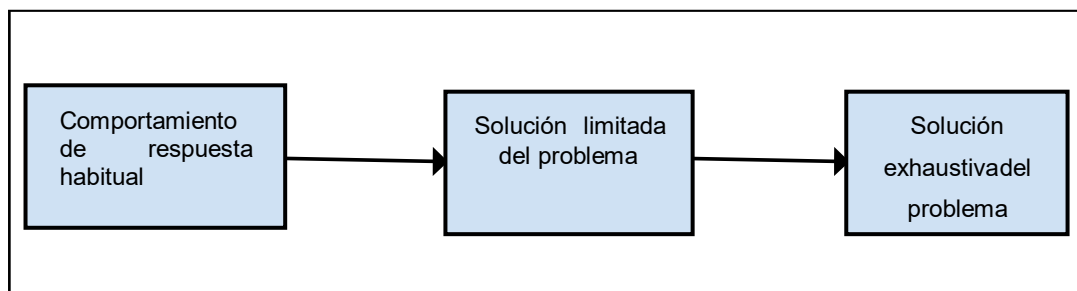 Comportamiento
de respuesta
habitual
Solución limitada
del problema
Solución
exhaustivadel
problema